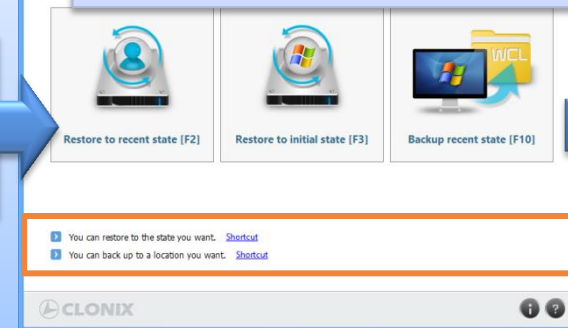 WCL
Restore to recent state [F2]
Restore to initial state [F3]
Backup recent state [F10]
You can restore to the state you want. Shortcut
You can back up to a location you want. Shortcut
CLONIX
i ?